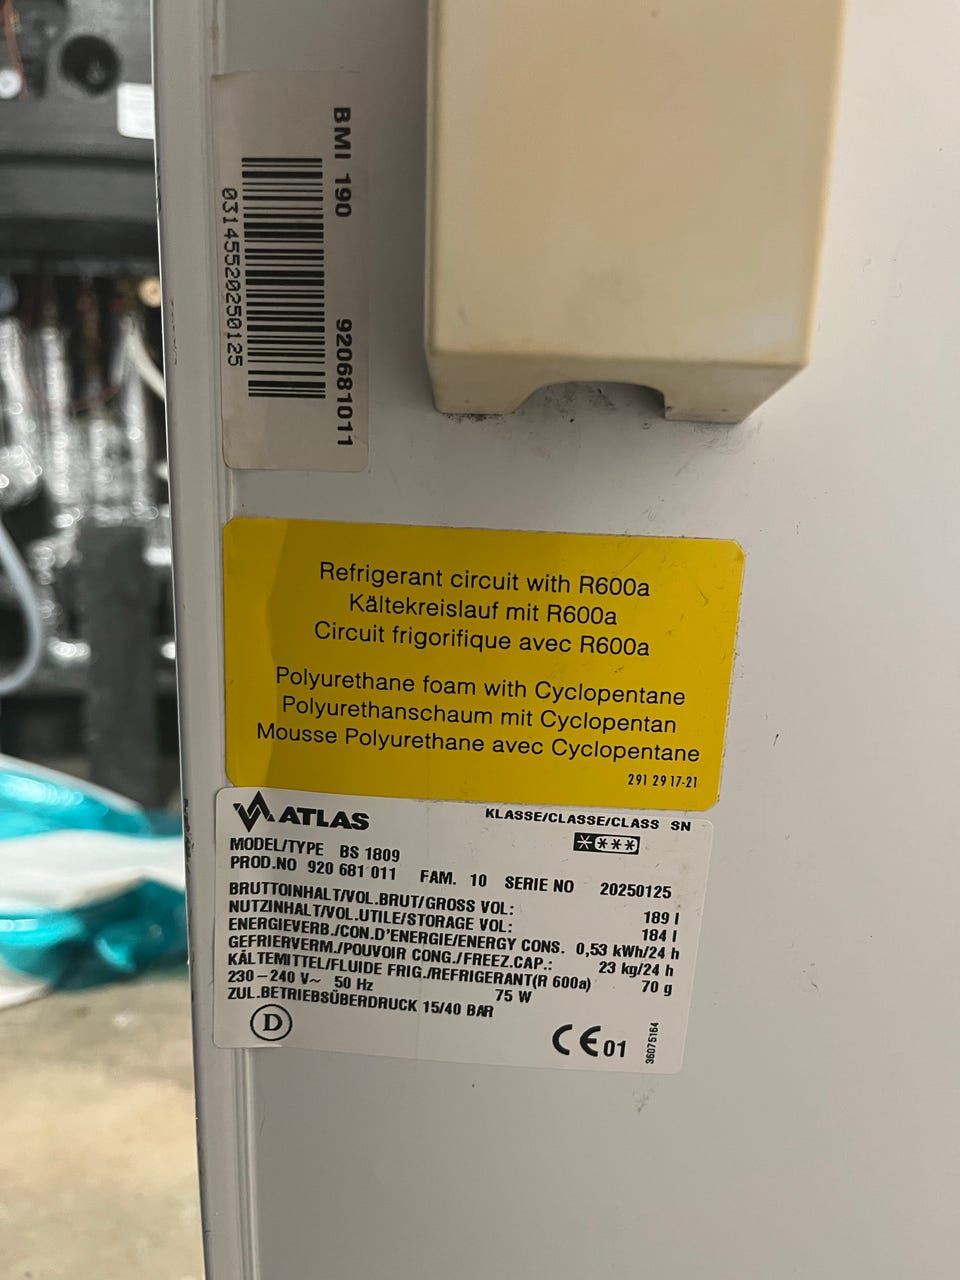 BMI 190 920681011
0314552025 0125
Refrigerant circuit with R600a
Kältekreislauf mit R600a
Circuit frigorifique avec R600a
Polyurethane foam with Cyclopentane
Polyurethanschaum mit Cyclopentan
Mousse Polyurethane avec Cyclopentane
291 29 17-21
ATLAS KLASSE/CLASSE/CLASS SN
MODEL/TYPE BS 1809 ****
PROD.NO 920 681 011 FAM. 10 SERIE NO 20250125
BRUTTOINHALT/VOL.BRUT/GROSS VOL: 189 l
NUTZINHALT/VOL.UTILE/STORAGE VOL: 184 l
ENERGIEVERB./CON.D'ENERGIE/ENERGY CONS. 0,53 kWh/24 h
GEFRIERVERM./POUVOIR CONG./FREEZ.CAP.: 23 kg/24 h
KÄLTEMITTEL/FLUIDE FRIG./REFRIGERANT(R 600a) 70 g
230-240 V~ 50 Hz 75 W
ZUL.BETRIEBSÜBERDRUCK 15/40 BAR
D CE 01 36075164